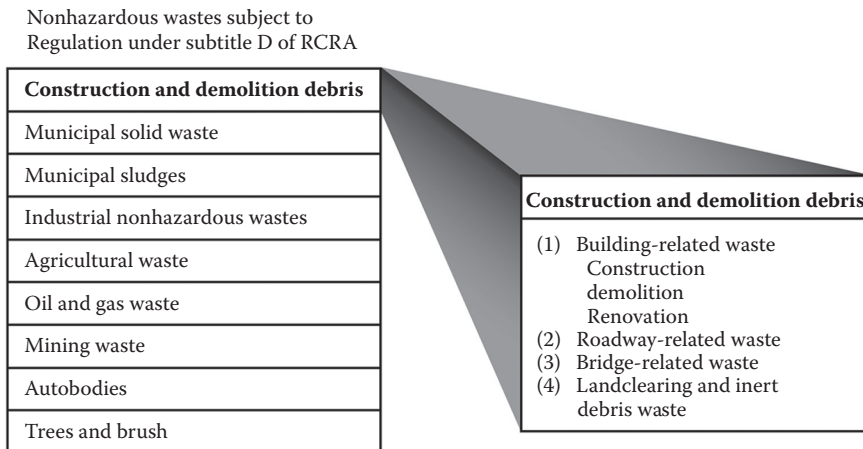 Nonhazardous wastes subject to
Regulation under subtitle D of RCRA
Construction and demolition debris
Municipal solid waste
Municipal sludges
Industrial nonhazardous wastes
Agricultural waste
Oil and gas waste
Mining waste
Autobodies
Trees and brush
Construction and demolition debris
(1) Building-related waste
Construction
demolition
Renovation
(2) Roadway-related waste
(3) Bridge-related waste
(4) Landclearing and inert
debris waste